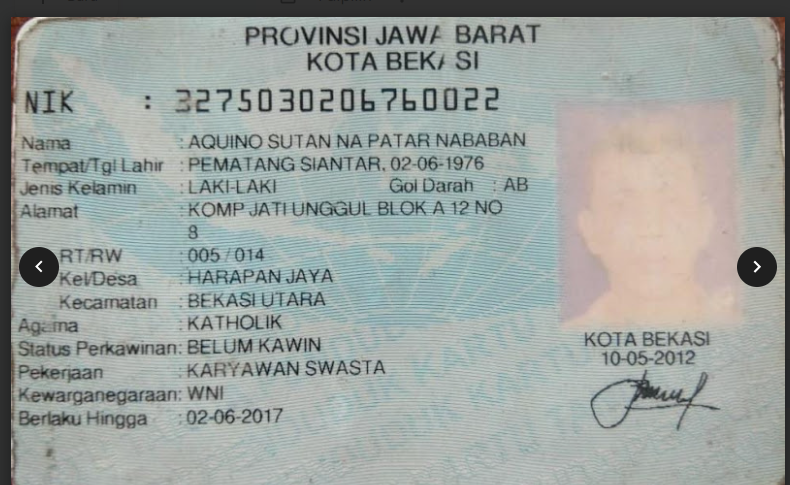 PROVINSI JAWA BARAT
KOTA BEKASI
NIK : 3275030206760022
Nama : AQUINO SUTAN NA PATAR NABABAN
Tempat/Tgl Lahir : PEMATANG SIANTAR, 02-06-1976
Jenis Kelamin : LAKI-LAKI Gol Darah : AB
Alamat : KOMP JATI UNGGUL BLOK A 12 NO
8
RT/RW : 005 / 014
Kel/Desa : HARAPAN JAYA
Kecamatan : BEKASI UTARA
Agama : KATHOLIK
Status Perkawinan: BELUM KAWIN
Pekerjaan : KARYAWAN SWASTA
Kewarganegaraan: WNI
Berlaku Hingga : 02-06-2017
KOTA BEKASI
10-05-2012